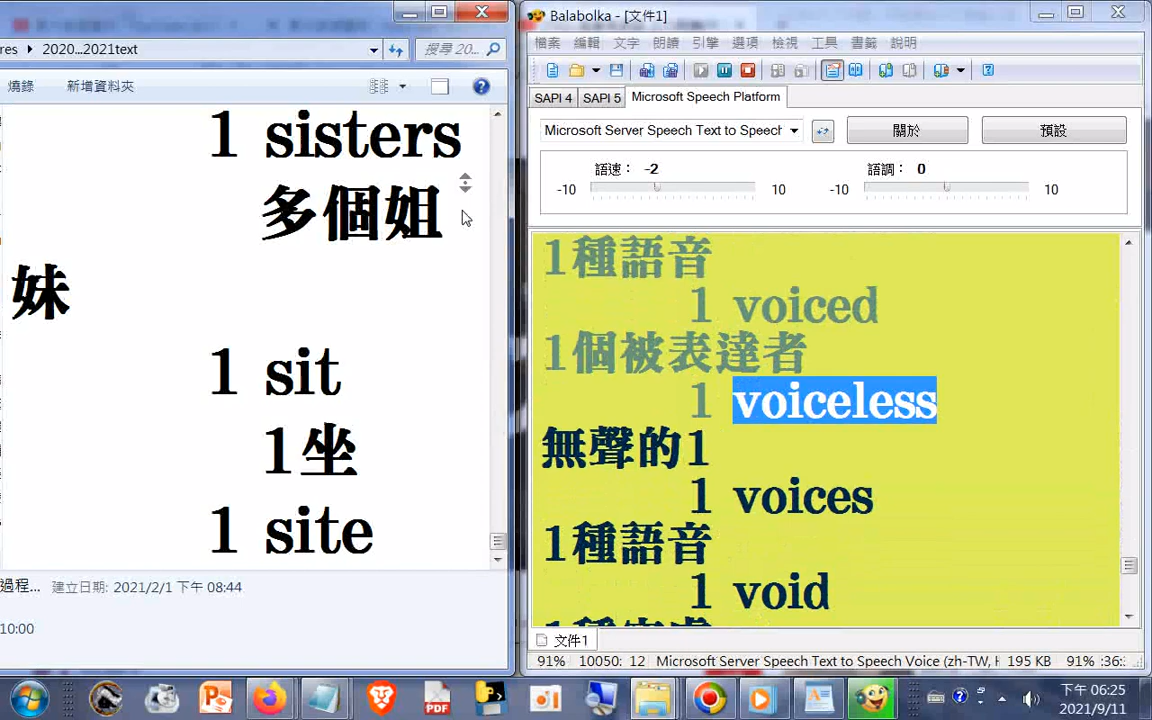 res ▸ 2020...2021text
搜尋 20...
燒錄 新增資料夾
1 sisters
多個姐
妹
1 sit
1坐
1 site
過程... 建立日期: 2021/2/1 下午 08:44
10:00
Balabolka - [文件1]
檔案 編輯 文字 朗讀 引擎 選項 檢視 工具 書籤 說明
SAPI 4 SAPI 5 Microsoft Speech Platform
Microsoft Server Speech Text to Speech 關於 預設
語速: -2 語調: 0
-10 10 -10 10
1種語音
1 voiced
1個被表達者
1 voiceless
無聲的1
1 voices
1種語音
1 void
文件1
91% 10050: 12 Microsoft Server Speech Text to Speech Voice (zh-TW, H 195 KB 91% :36:
PDF
下午 06:25
2021/9/11